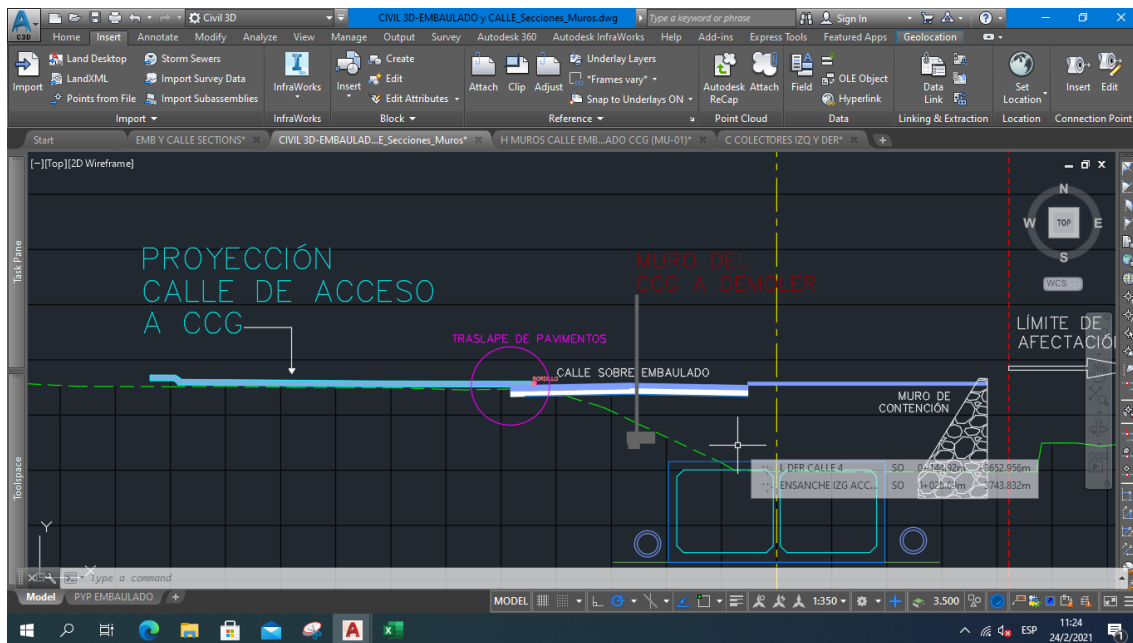 Civil 3D
CIVIL 3D-EMBAULADO y CALLE_Secciones_Muros.dwg
Type a keyword or phrase
Sign In
C3D
Home Insert Annotate Modify Analyze View Manage Output Survey Autodesk 360 Autodesk InfraWorks Help Add-ins Express Tools Featured Apps Geolocation
Import
Land Desktop
LandXML
Points from File
Storm Sewers
Import Survey Data
Import Subassemblies
Import
InfraWorks
InfraWorks
Insert
Create
Edit
Edit Attributes
Block
Attach
Clip
Adjust
Underlay Layers
*Frames vary*
Snap to Underlays ON
Reference
Autodesk ReCap
Attach
Point Cloud
Field
OLE Object
Hyperlink
Data
Data Link
Linking & Extraction
Set Location
Location
Insert
Edit
Connection Point
Start
EMB Y CALLE SECTIONS*
CIVIL 3D-EMBAULAD...E_Secciones_Muros*
H MUROS CALLE EMB...ADO CCG (MU-01)*
C COLECTORES IZQ Y DER*
[−][Top][2D Wireframe]
N
W TOP E
S
WCS
Task Pane
Toolspace
PROYECCIÓN
CALLE DE ACCESO
A CCG
MURO DEL
CCG A DEMOLER
TRASLAPE DE PAVIMENTOS
BORDILLO
CALLE SOBRE EMBAULADO
LÍMITE DE
AFECTACIÓ
MURO DE
CONTENCIÓN
L DER CALLE 4 SO
ENSANCHE IZG ACC... SO
Y
X
Type a command
Model PYP EMBAULADO
MODEL 1:350 3.500
ESP
11:24
24/2/2021